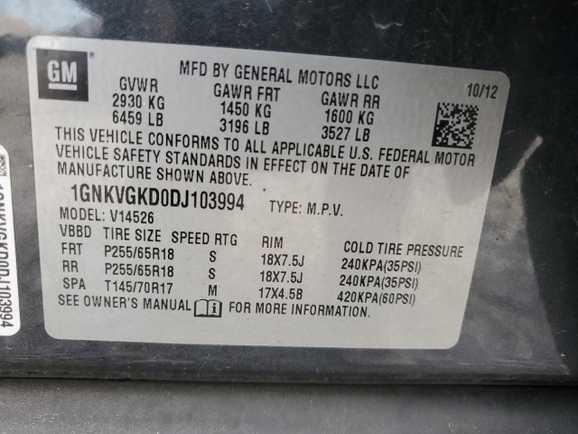 GM
MFD BY GENERAL MOTORS LLC
10/12
GVWR GAWR FRT GAWR RR
2930 KG 1450 KG 1600 KG
6459 LB 3196 LB 3527 LB
THIS VEHICLE CONFORMS TO ALL APPLICABLE U.S. FEDERAL MOTOR
VEHICLE SAFETY STANDARDS IN EFFECT ON THE DATE OF
MANUFACTURE SHOWN ABOVE.
1GNKVGKD0DJ103994 TYPE: M.P.V.
MODEL: V14526
VBBD TIRE SIZE SPEED RTG RIM COLD TIRE PRESSURE
FRT P255/65R18 S 18X7.5J 240KPA(35PSI)
RR P255/65R18 S 18X7.5J 240KPA(35PSI)
SPA T145/70R17 M 17X4.5B 420KPA(60PSI)
SEE OWNER'S MANUAL i FOR MORE INFORMATION.
1GNKVGKD0DJ103994